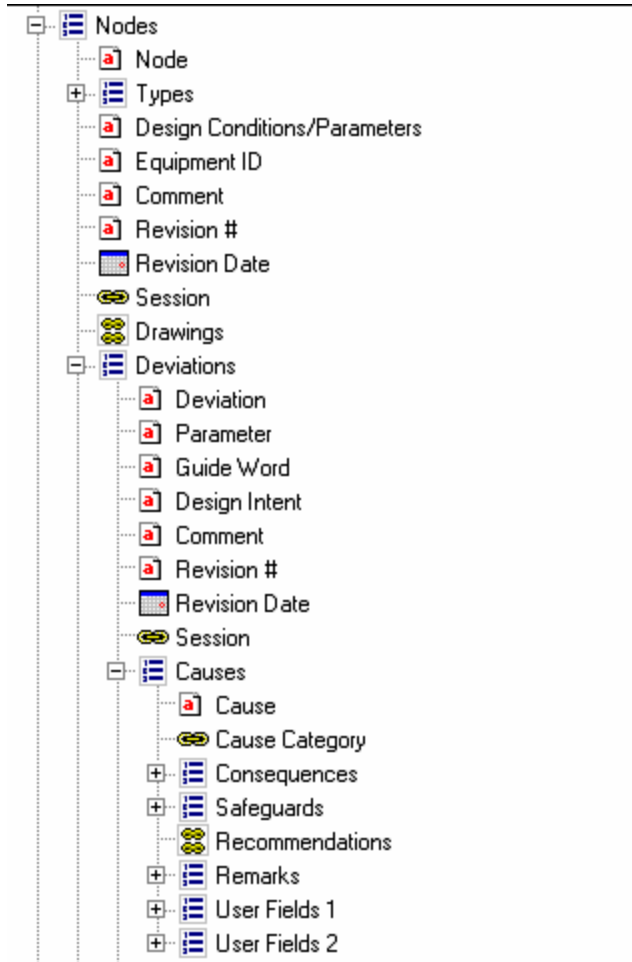 Nodes
Node
Types
Design Conditions/Parameters
Equipment ID
Comment
Revision #
Revision Date
Session
Drawings
Deviations
Deviation
Parameter
Guide Word
Design Intent
Comment
Revision #
Revision Date
Session
Causes
Cause
Cause Category
Consequences
Safeguards
Recommendations
Remarks
User Fields 1
User Fields 2